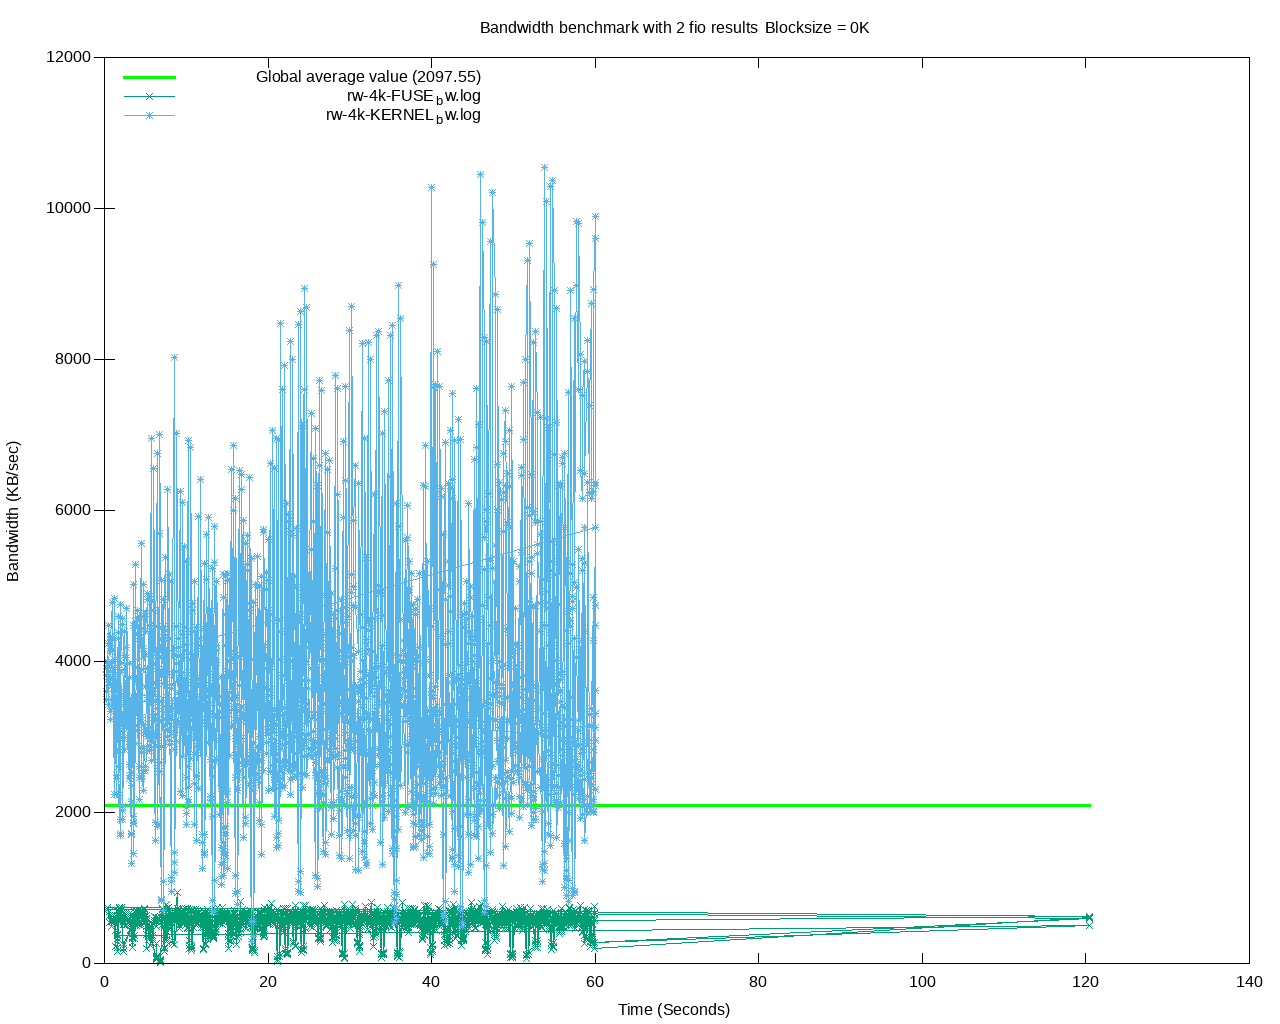 Bandwidth benchmark with 2 fio results Blocksize = 0K
12000
Global average value (2097.55)
rw-4k-FUSE_bw.log
rw-4k-KERNEL_bw.log
10000
8000
6000
4000
2000
0
Bandwidth (KB/sec)
0 20 40 60 80 100 120 140
Time (Seconds)